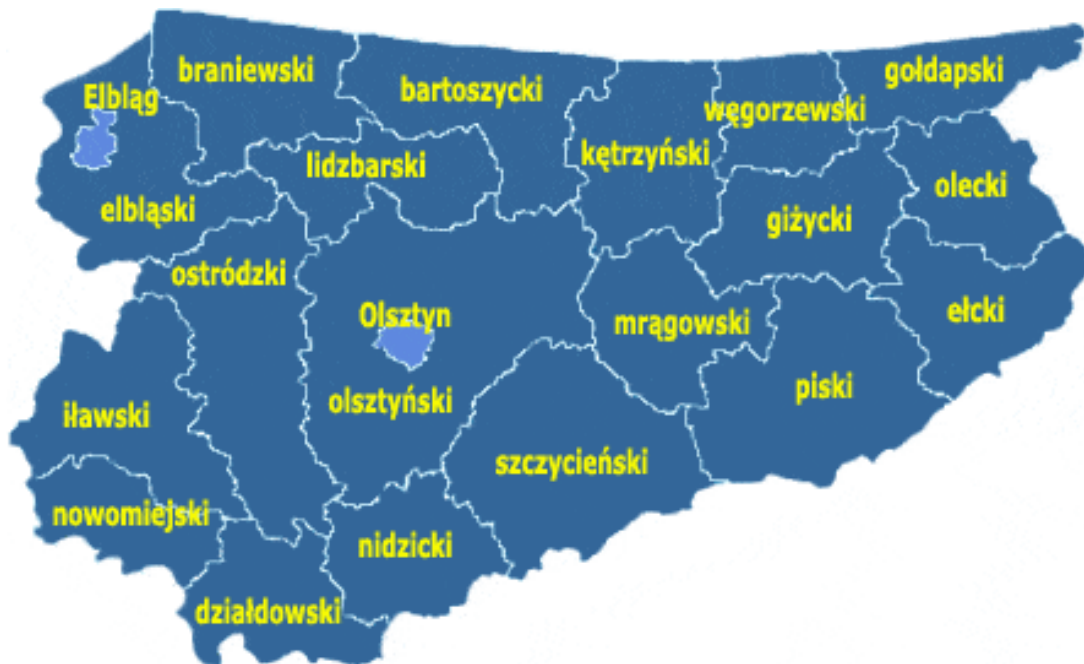 braniewski
gołdapski
Elbląg
bartoszycki
węgorzewski
lidzbarski
kętrzyński
olecki
elbląski
giżycki
ostródzki
Olsztyn
mrągowski
ełcki
iławski
olsztyński
piski
szczycieński
nowomiejski
nidzicki
działdowski